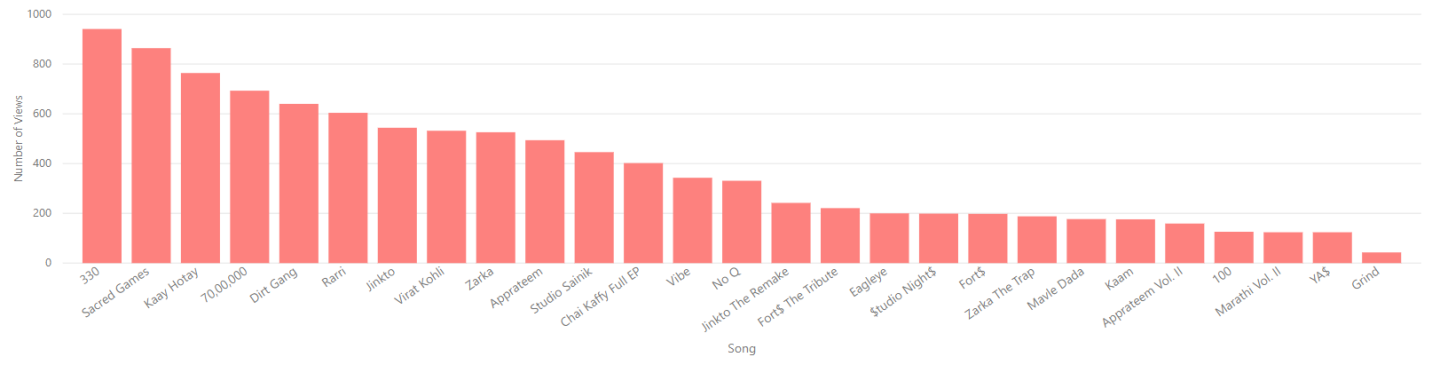 1000
800
600
400
200
0
Number of Views
330
Sacred Games
Kaay Hotay
70,00,000
Dirt Gang
Rarri
Jinkto
Virat Kohli
Zarka
Apprateem
Studio Sainik
Chai Kaffy Full EP
Vibe
No Q
Jinkto The Remake
Fort$ The Tribute
Eagleye
$tudio Night$
Fort$
Zarka The Trap
Mavle Dada
Kaam
Apprateem Vol. II
100
Marathi Vol. II
YA$
Grind
Song